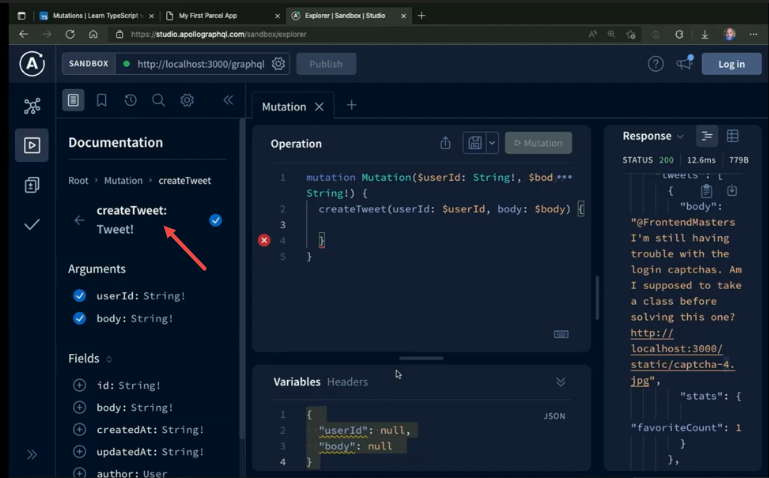 Mutations | Learn TypeScript
My First Parcel App
Explorer | Sandbox | Studio
https://studio.apollographql.com/sandbox/explorer
SANDBOX
http://localhost:3000/graphql
Publish
Log in
Documentation
Root › Mutation › createTweet
createTweet:
Tweet!
Arguments
userId: String!
body: String!
Fields
id: String!
body: String!
createdAt: String!
updatedAt: String!
author: User
Mutation
Operation
Mutation
1 mutation Mutation($userId: String!, $bod
String!) {
2 createTweet(userId: $userId, body: $body) {
3
4 }
5 }
Variables Headers
JSON
1 {
2 "userId": null,
3 "body": null
4 }
Response
STATUS 200 12.6ms 779B
"tweets": [
{
"body":
"@FrontendMasters
I'm still having
trouble with the
login captchas. Am
I supposed to take
a class before
solving this one?
http://
localhost:3000/
static/captcha-4.
jpg",
"stats": {
"favoriteCount": 1
}
},